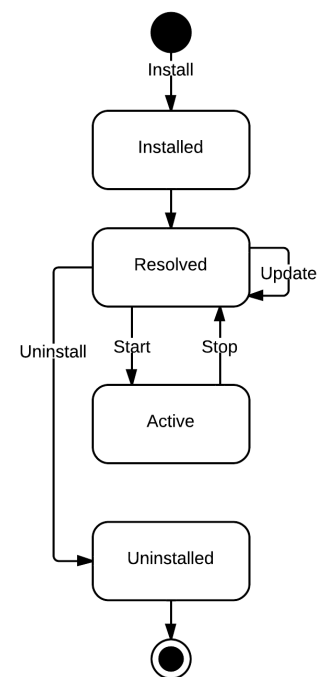 Install
Installed
Resolved
Update
Uninstall
Start
Stop
Active
Uninstalled